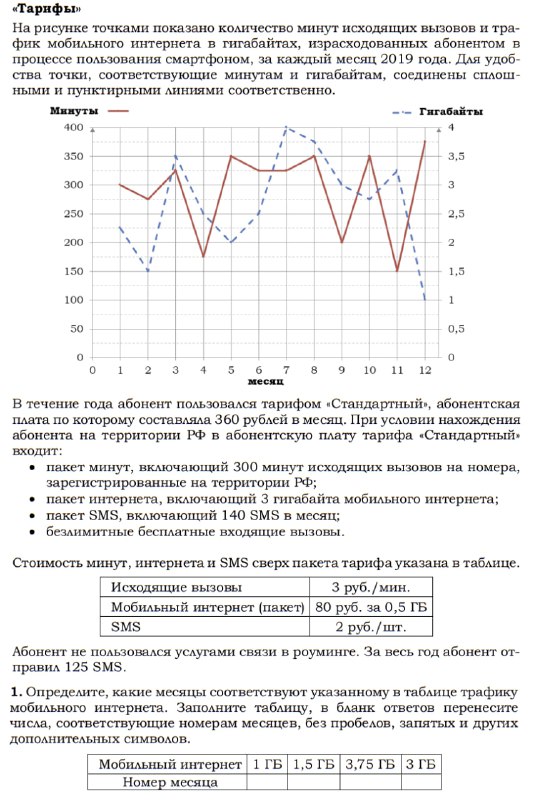 «Тарифы»
На рисунке точками показано количество минут исходящих вызовов и тра-
фик мобильного интернета в гигабайтах, израсходованных абонентом в
процессе пользования смартфоном, за каждый месяц 2019 года. Для удоб-
ства точки, соответствующие минутам и гигабайтам, соединены сплош-
ными и пунктирными линиями соответственно.
Минуты Гигабайты
400 4
350 3,5
300 3
250 2,5
200 2
150 1,5
100 1
50 0,5
0 0
0 1 2 3 4 5 6 7 8 9 10 11 12
месяц
В течение года абонент пользовался тарифом «Стандартный», абонентская
плата по которому составляла 360 рублей в месяц. При условии нахождения
абонента на территории РФ в абонентскую плату тарифа «Стандартный»
входит:
• пакет минут, включающий 300 минут исходящих вызовов на номера,
зарегистрированные на территории РФ;
• пакет интернета, включающий 3 гигабайта мобильного интернета;
• пакет SMS, включающий 140 SMS в месяц;
• безлимитные бесплатные входящие вызовы.
Стоимость минут, интернета и SMS сверх пакета тарифа указана в таблице.
Исходящие вызовы 3 руб./мин.
Мобильный интернет (пакет) 80 руб. за 0,5 ГБ
SMS 2 руб./шт.
Абонент не пользовался услугами связи в роуминге. За весь год абонент от-
правил 125 SMS.
1. Определите, какие месяцы соответствуют указанному в таблице трафику
мобильного интернета. Заполните таблицу, в бланк ответов перенесите
числа, соответствующие номерам месяцев, без пробелов, запятых и других
дополнительных символов.
Мобильный интернет 1 ГБ 1,5 ГБ 3,75 ГБ 3 ГБ
Номер месяца